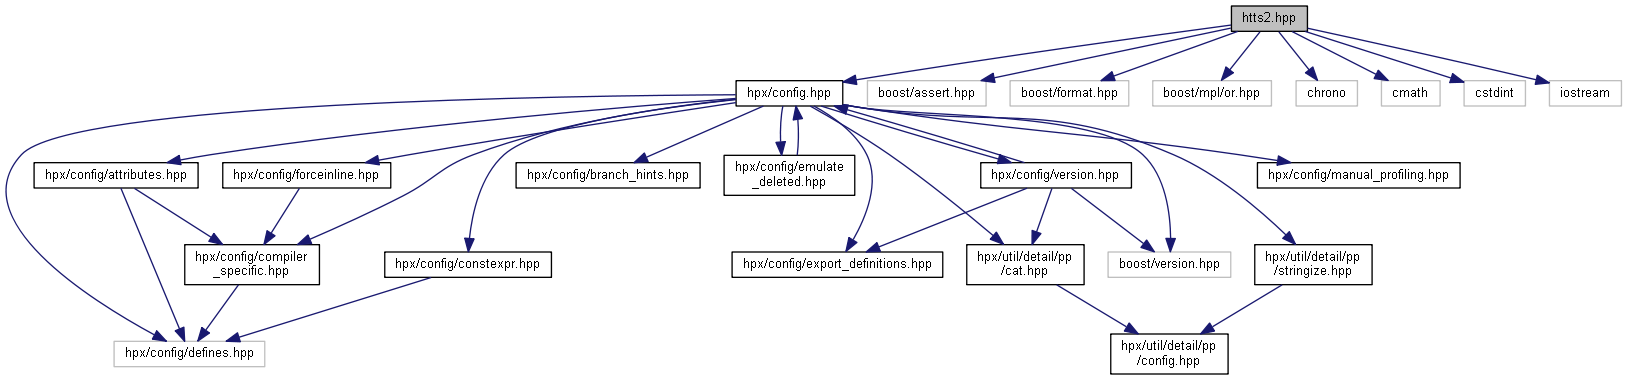 htts2.hpp
hpx/config.hpp
boost/assert.hpp
boost/format.hpp
boost/mpl/or.hpp
chrono
cmath
cstdint
iostream
hpx/config/attributes.hpp
hpx/config/forceinline.hpp
hpx/config/branch_hints.hpp
hpx/config/emulate
_deleted.hpp
hpx/config/version.hpp
hpx/config/manual_profiling.hpp
hpx/config/compiler
_specific.hpp
hpx/config/constexpr.hpp
hpx/config/export_definitions.hpp
hpx/util/detail/pp
/cat.hpp
boost/version.hpp
hpx/util/detail/pp
/stringize.hpp
hpx/config/defines.hpp
hpx/util/detail/pp
/config.hpp